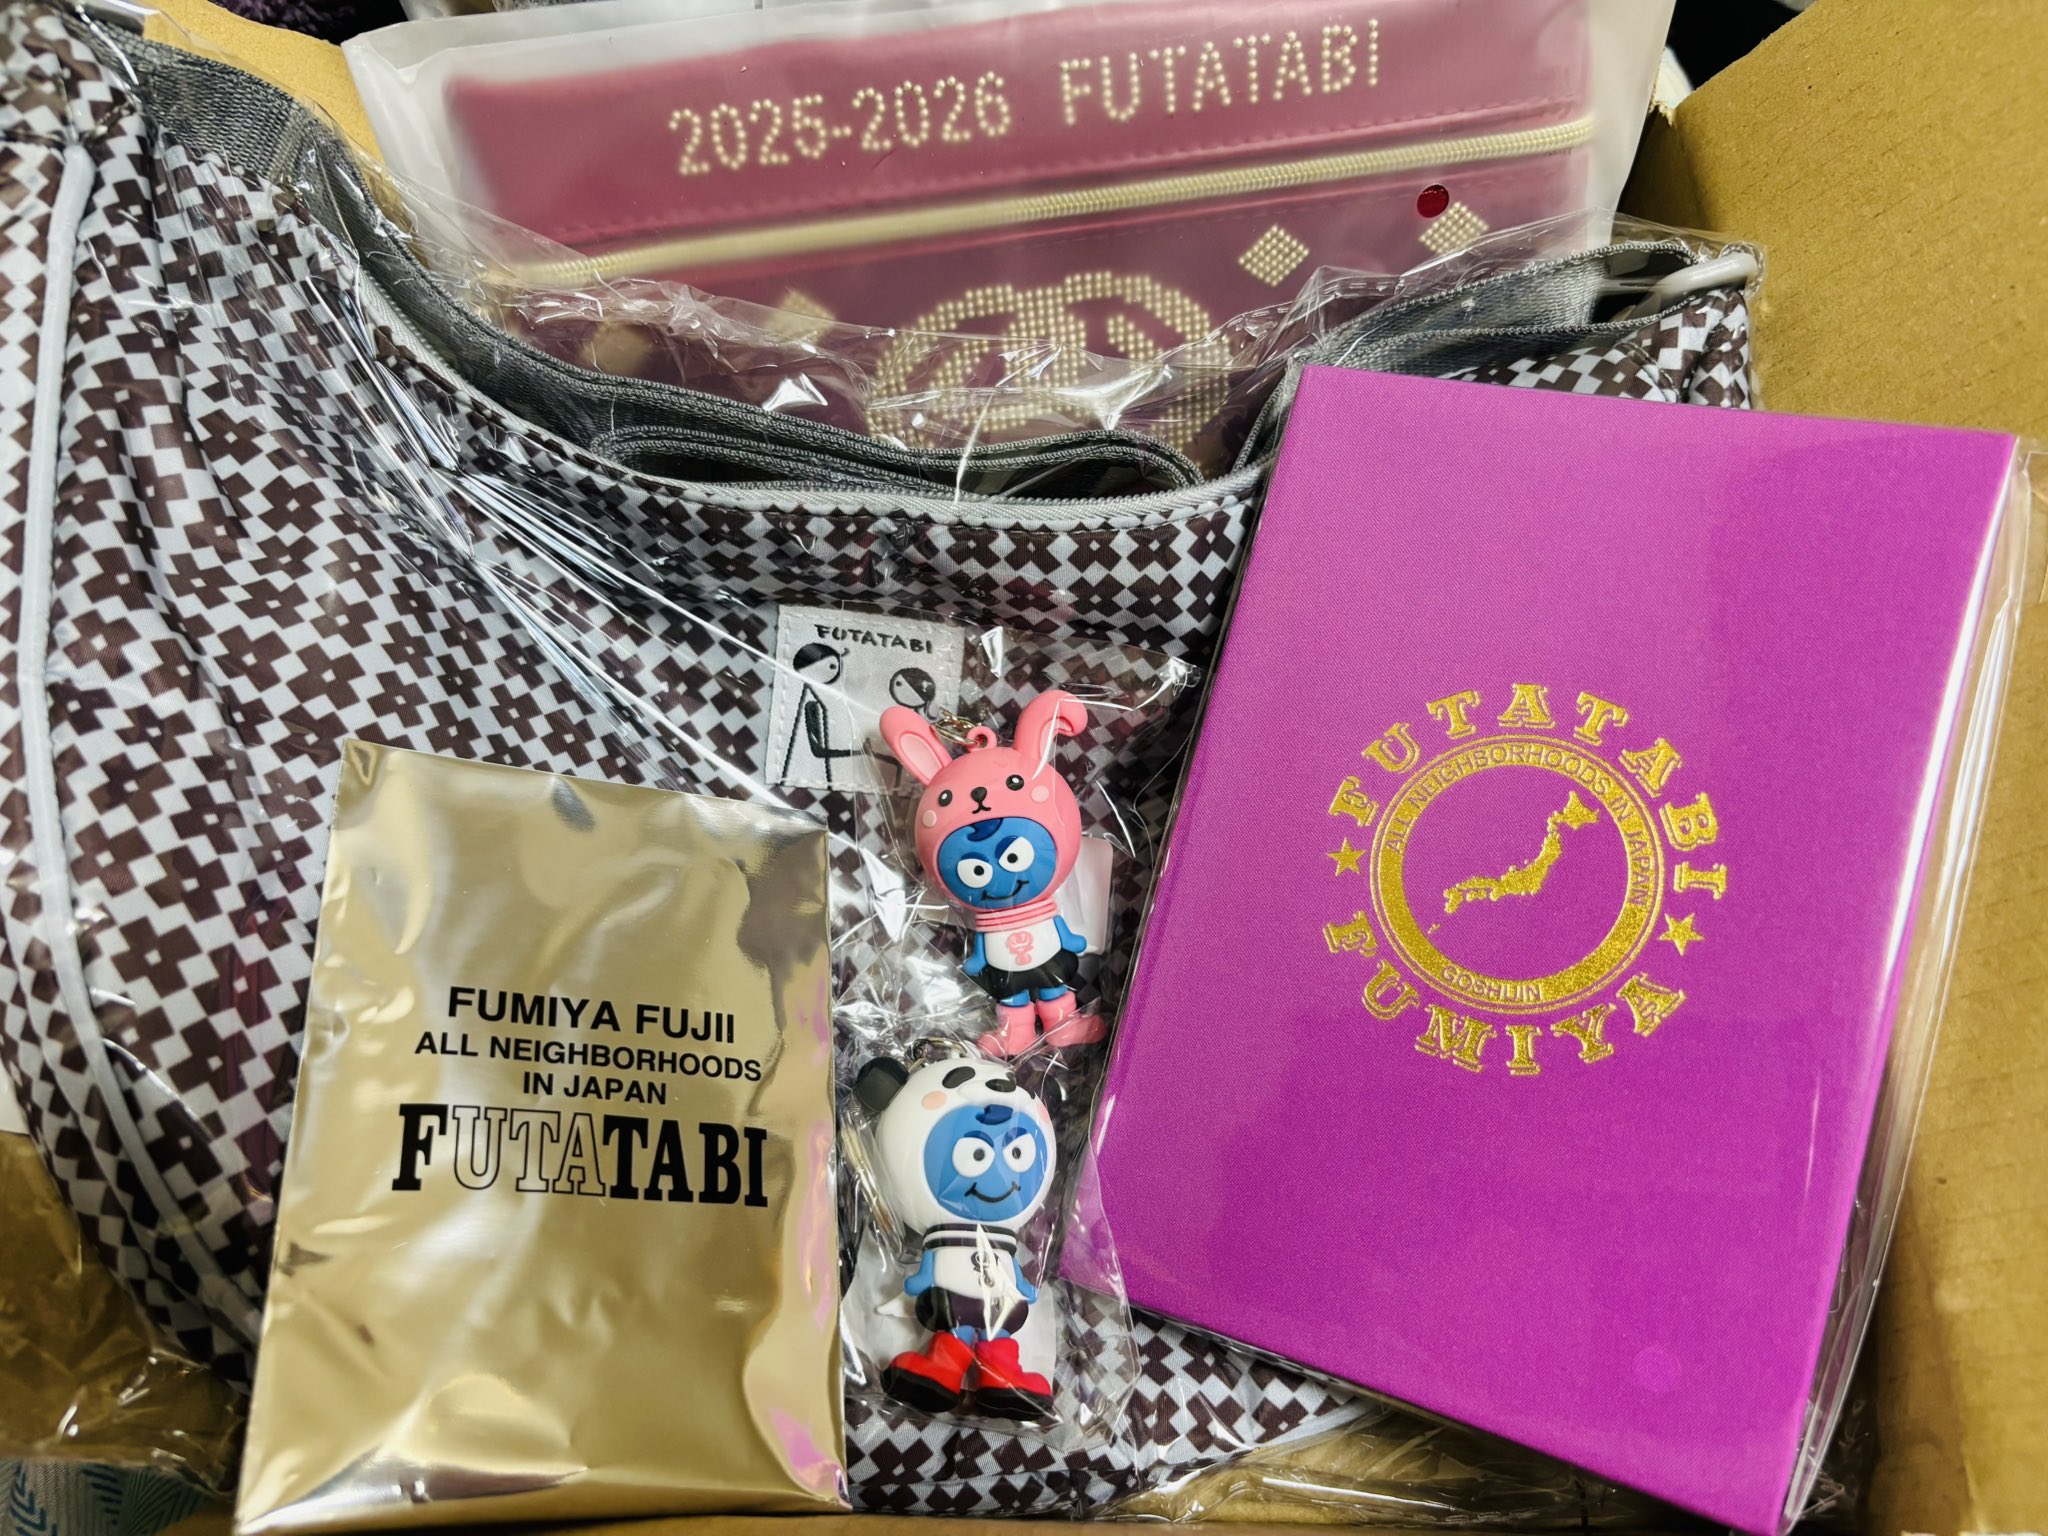 2025-2026 FUTATABI
FUTATABI
FUMIYA FUJII
ALL NEIGHBORHOODS
IN JAPAN
FUTATABI
FUTATABI
ALL NEIGHBORHOODS IN JAPAN
GOSHUIN
FUMIYA